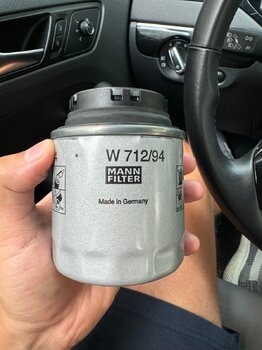 W 712/94
MANN
FILTER
Made in Germany